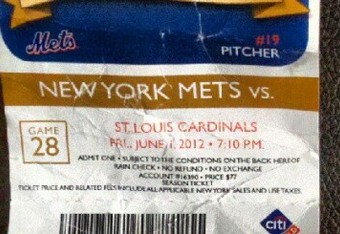 Mets
#19
PITCHER
NEW YORK METS VS.
GAME
28
ST. LOUIS CARDINALS
FRI., JUNE 1, 2012 • 7:10 P.M.
ADMIT ONE • SUBJECT TO THE CONDITIONS ON THE BACK HEREOF
RAIN CHECK • NO REFUND • NO EXCHANGE
ACCOUNT 916390 • PRICE $77
SEASON TICKET
TICKET PRICE AND RELATED FEES INCLUDE ALL APPLICABLE NEW YORK SALES AND USE TAXES.
citi